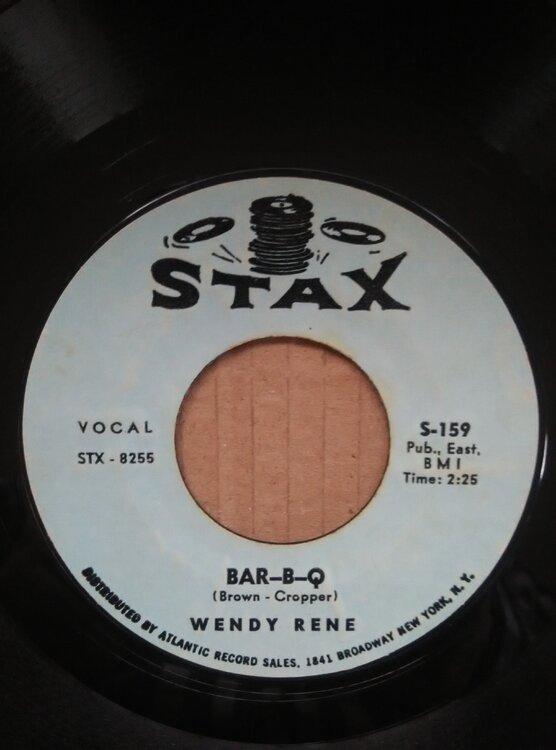 STAX
VOCAL
STX - 8255
S-159
Pub., East,
BMI
Time: 2:25
BAR-B-Q
(Brown - Cropper)
WENDY RENE
DISTRIBUTED BY ATLANTIC RECORD SALES, 1841 BROADWAY NEW YORK, N. Y.